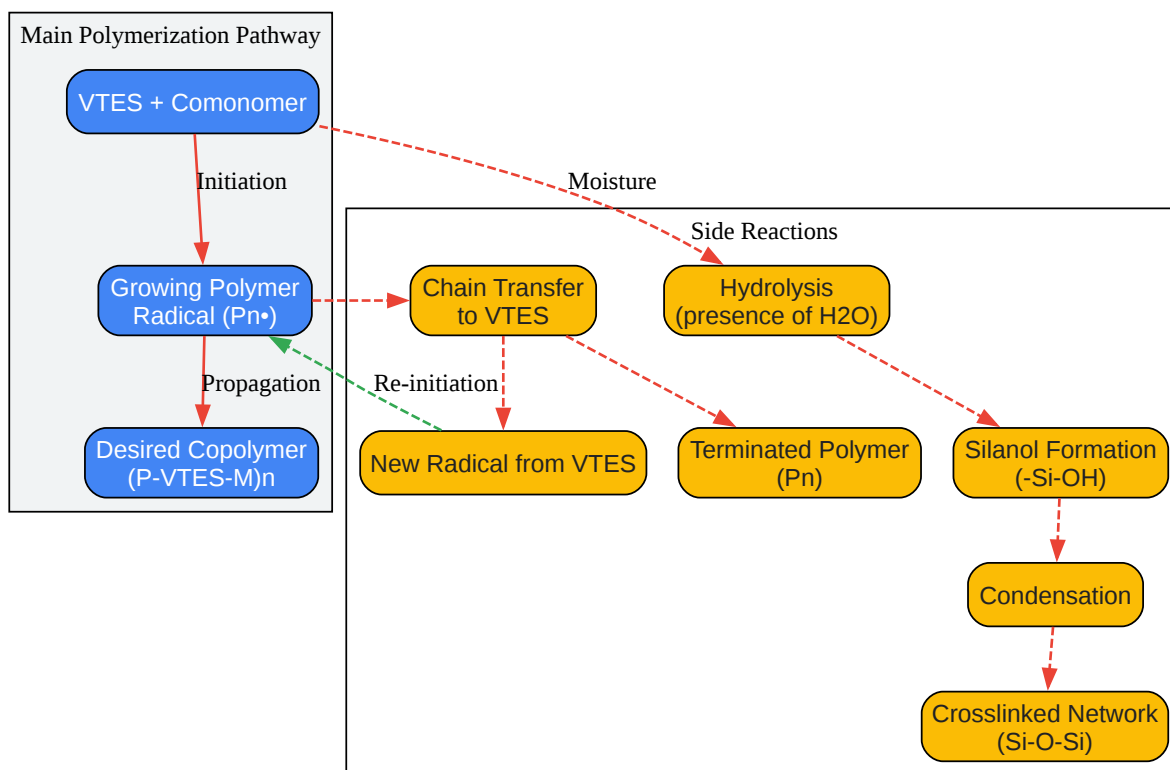 Main Polymerization Pathway
VTES + Comonomer
Initiation
Moisture
Side Reactions
Growing Polymer
Radical (Pn•)
Chain Transfer
to VTES
Hydrolysis
(presence of H2O)
Propagation
Re-initiation
Desired Copolymer
(P-VTES-M)n
New Radical from VTES
Terminated Polymer
(Pn)
Silanol Formation
(-Si-OH)
Condensation
Crosslinked Network
(Si-O-Si)